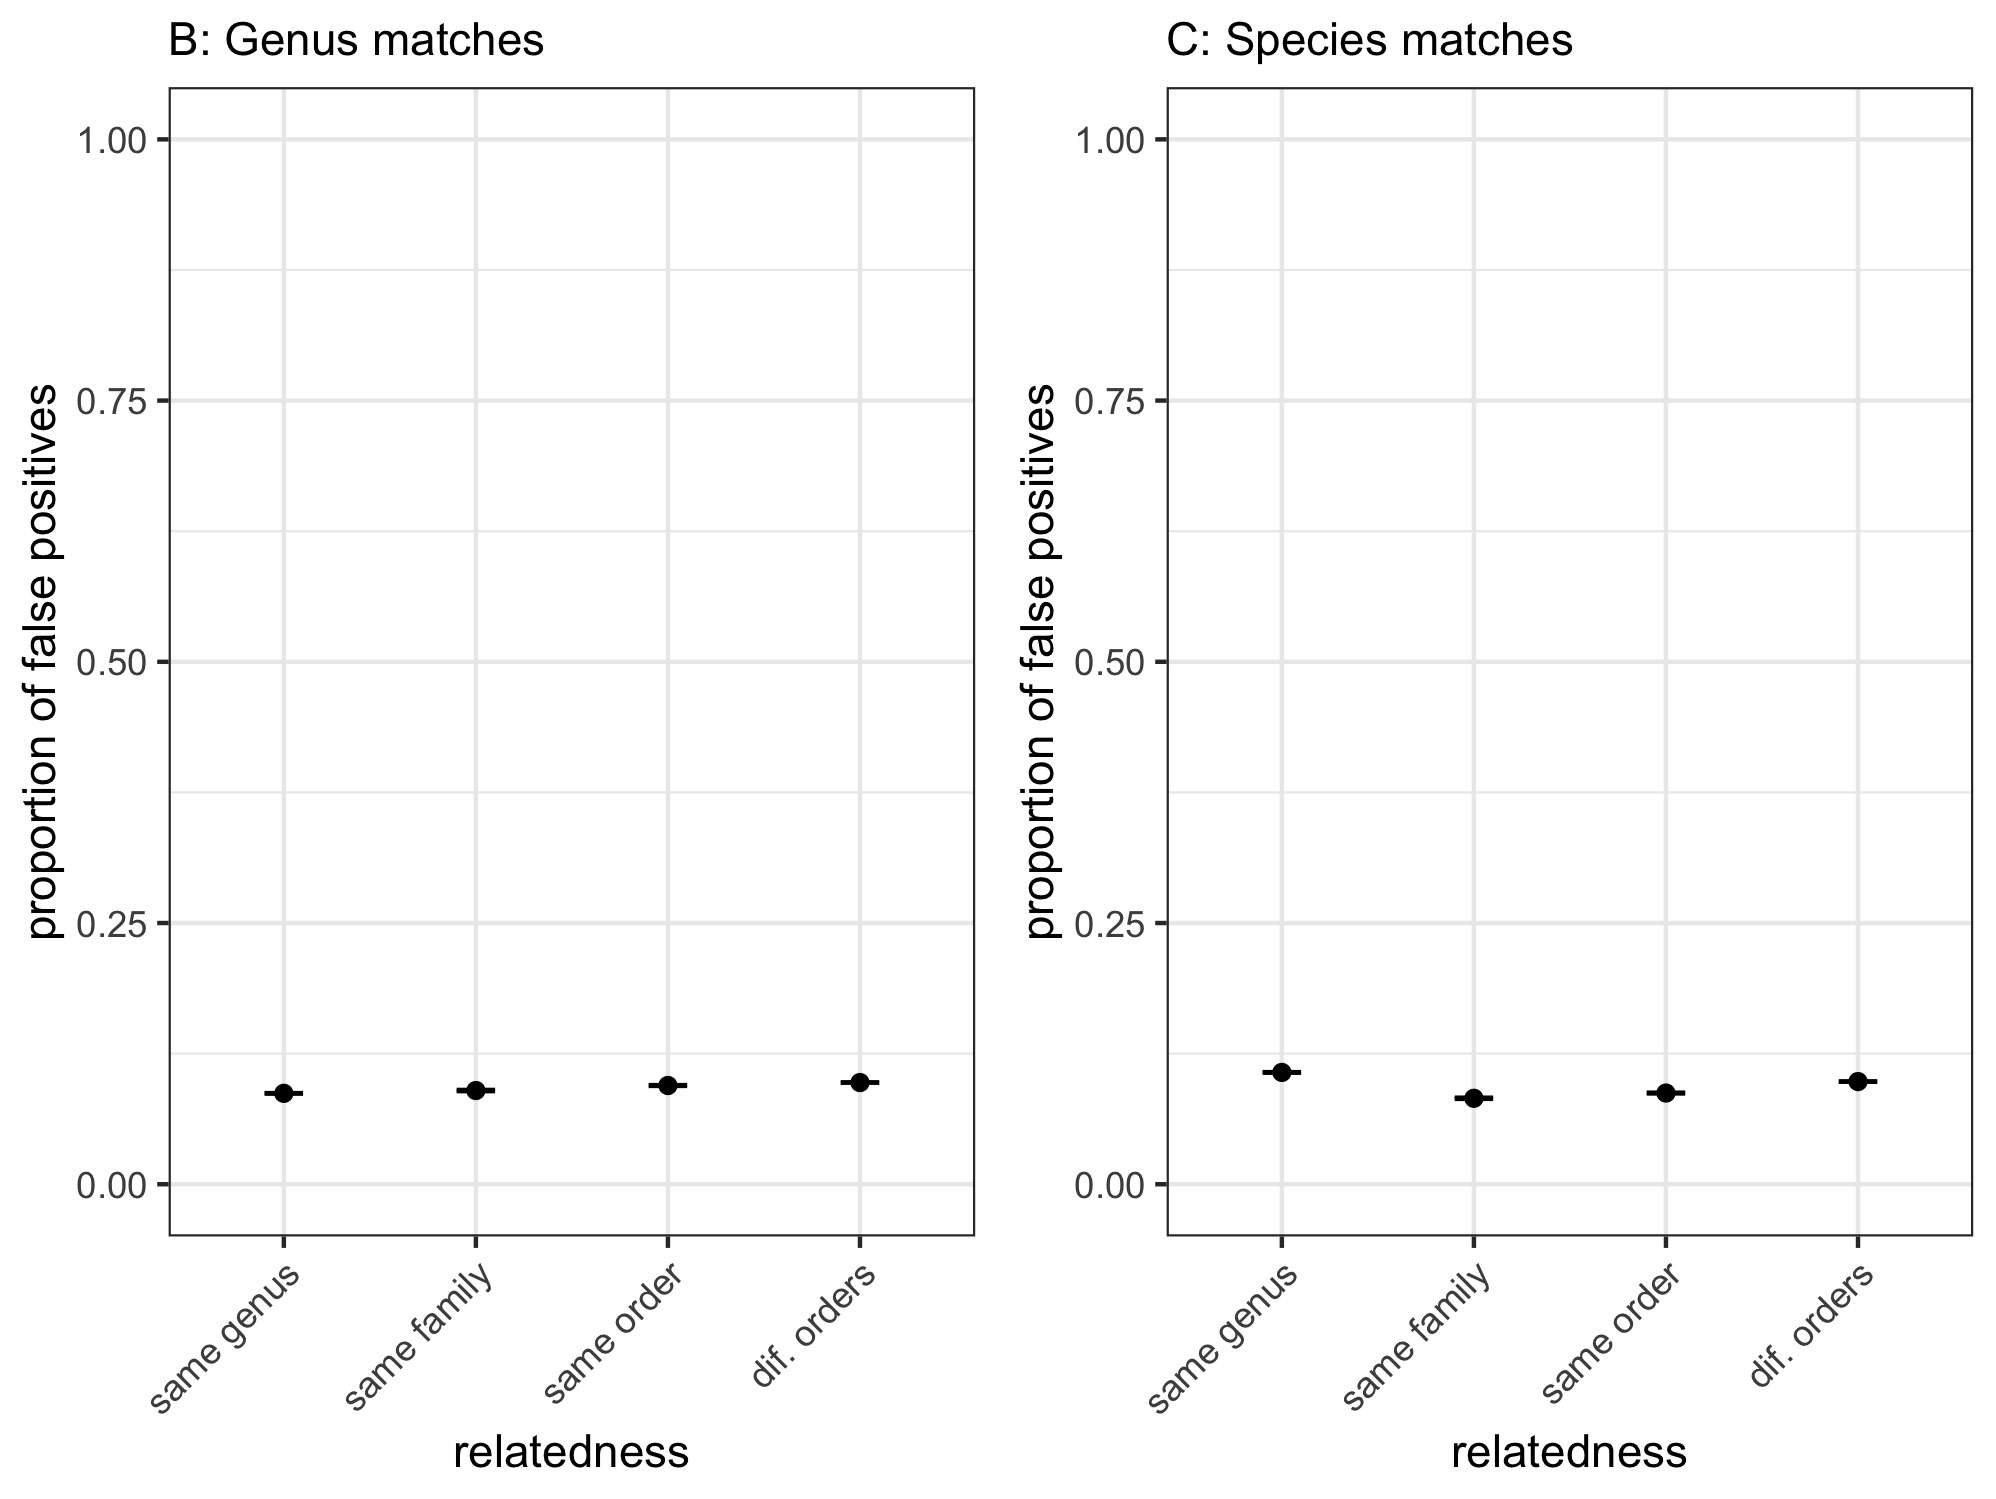 B: Genus matches
proportion of false positives
1.00
0.75
0.50
0.25
0.00
same genus
same family
same order
dif. orders
relatedness
C: Species matches
proportion of false positives
1.00
0.75
0.50
0.25
0.00
same genus
same family
same order
dif. orders
relatedness